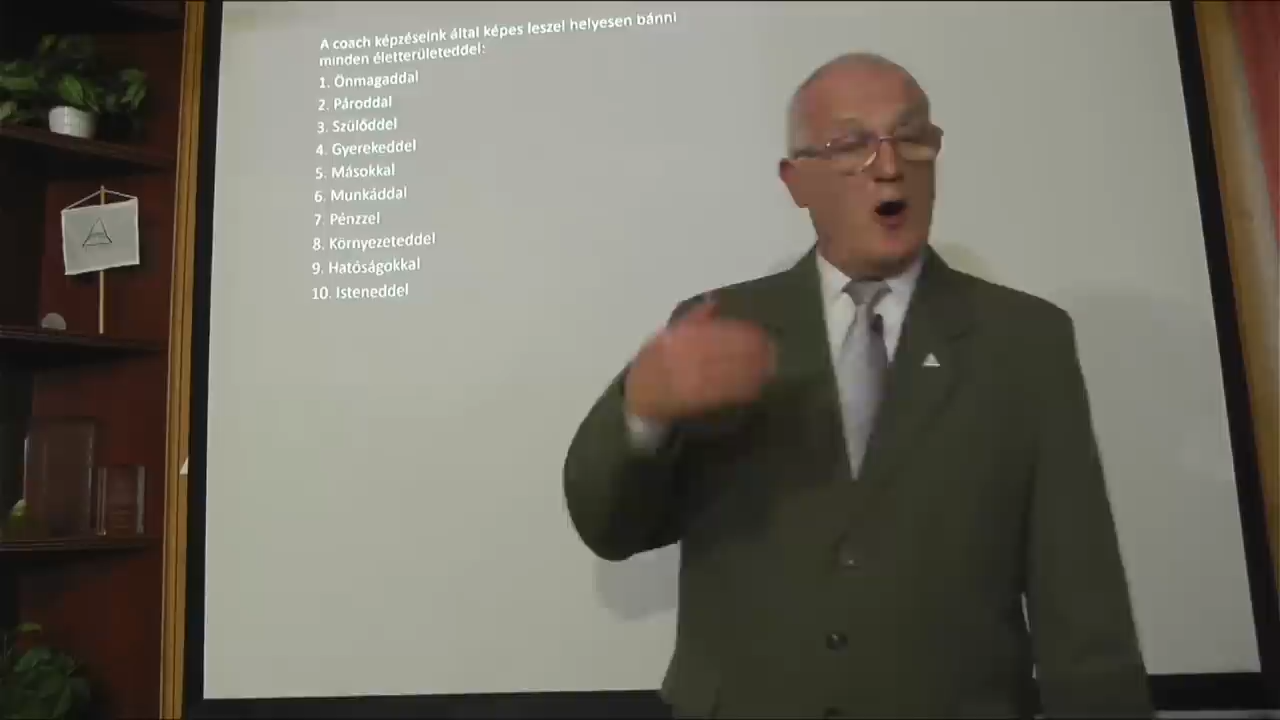 A coach képzéseink által képes leszel helyesen bánni
minden életterületeddel:
1. Önmagaddal
2. Pároddal
3. Szülőddel
4. Gyerekeddel
5. Másokkal
6. Munkáddal
7. Pénzzel
8. Környezeteddel
9. Hatóságokkal
10. Isteneddel